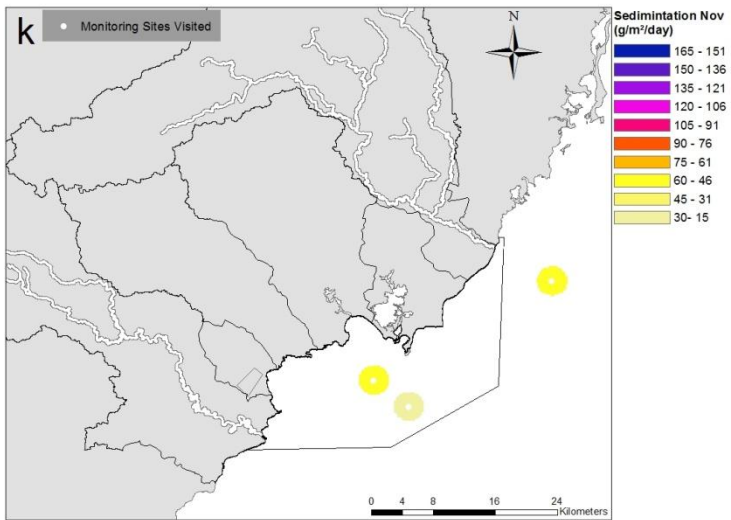 k
Monitoring Sites Visited
N
Sedimintation Nov
(g/m²/day)
165 - 151
150 - 136
135 - 121
120 - 106
105 - 91
90 - 76
75 - 61
60 - 46
45 - 31
30- 15
0 4 8 16 24
Kilometers